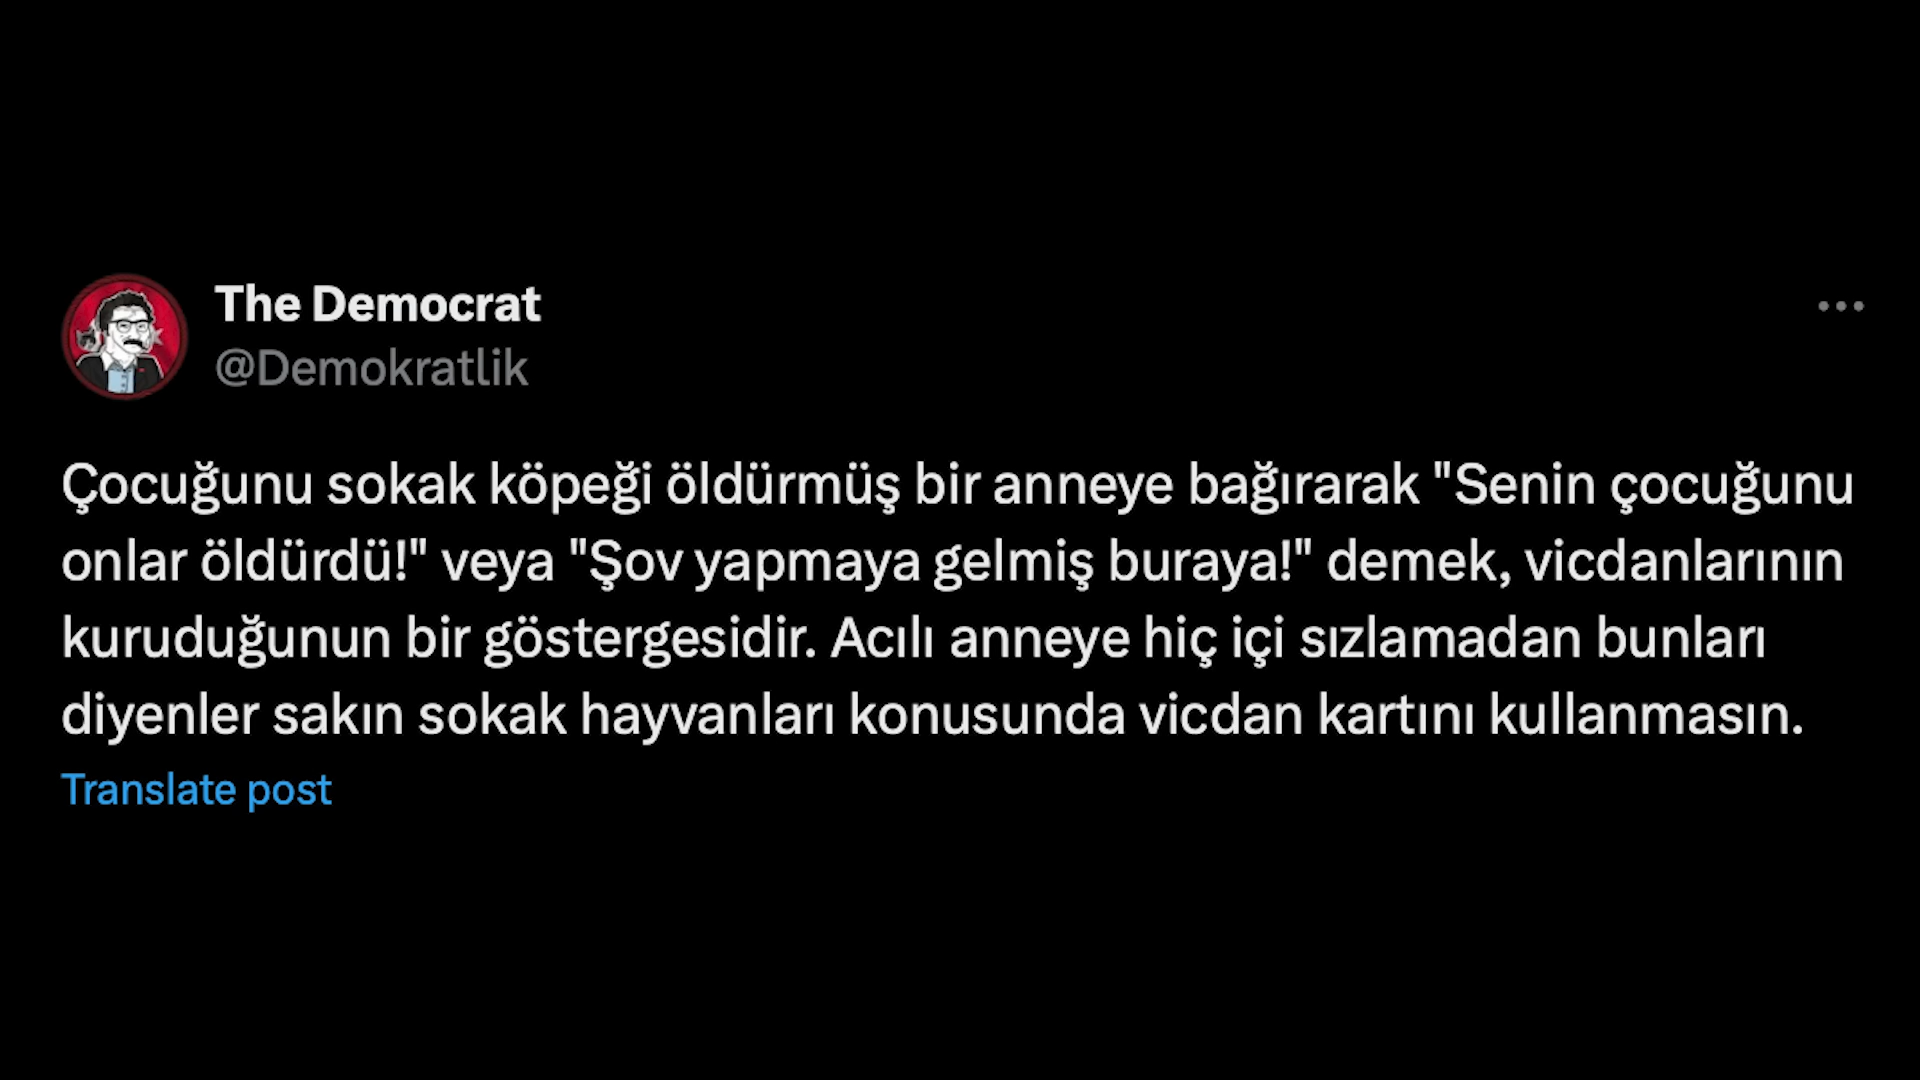 The Democrat
@Demokratlik
Çocuğunu sokak köpeği öldürmüş bir anneye bağırarak "Senin çocuğunu
onlar öldürdü!" veya "Şov yapmaya gelmiş buraya!" demek, vicdanlarının
kuruduğunun bir göstergesidir. Acılı anneye hiç içi sızlamadan bunları
diyenler sakın sokak hayvanları konusunda vicdan kartını kullanmasın.
Translate post